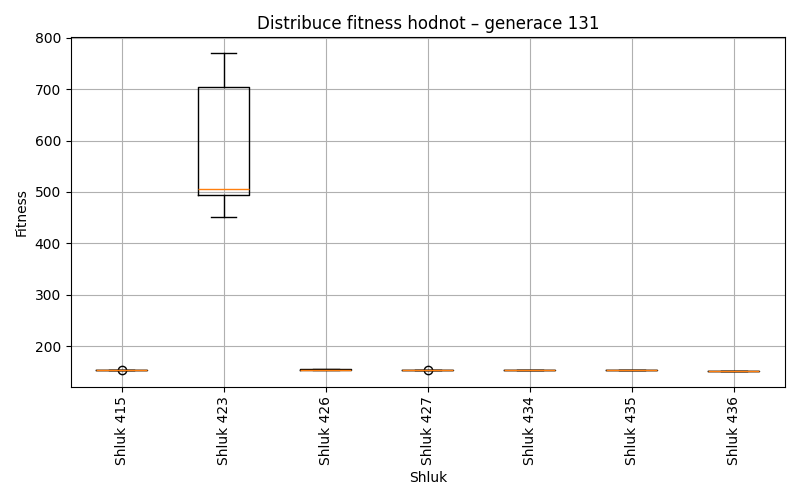 Distribuce fitness hodnot – generace 131
800
700
600
500
400
300
200
Fitness
Shluk 415
Shluk 423
Shluk 426
Shluk 427
Shluk 434
Shluk 435
Shluk 436
Shluk